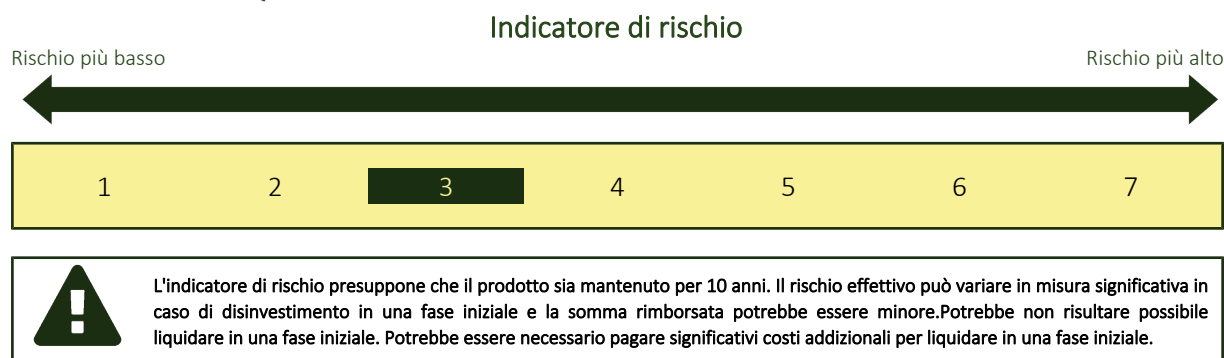 Indicatore di rischio
Rischio più basso
Rischio più alto
1 2 3 4 5 6 7
L'indicatore di rischio presuppone che il prodotto sia mantenuto per 10 anni. Il rischio effettivo può variare in misura significativa in
caso di disinvestimento in una fase iniziale e la somma rimborsata potrebbe essere minore.Potrebbe non risultare possibile
liquidare in una fase iniziale. Potrebbe essere necessario pagare significativi costi addizionali per liquidare in una fase iniziale.